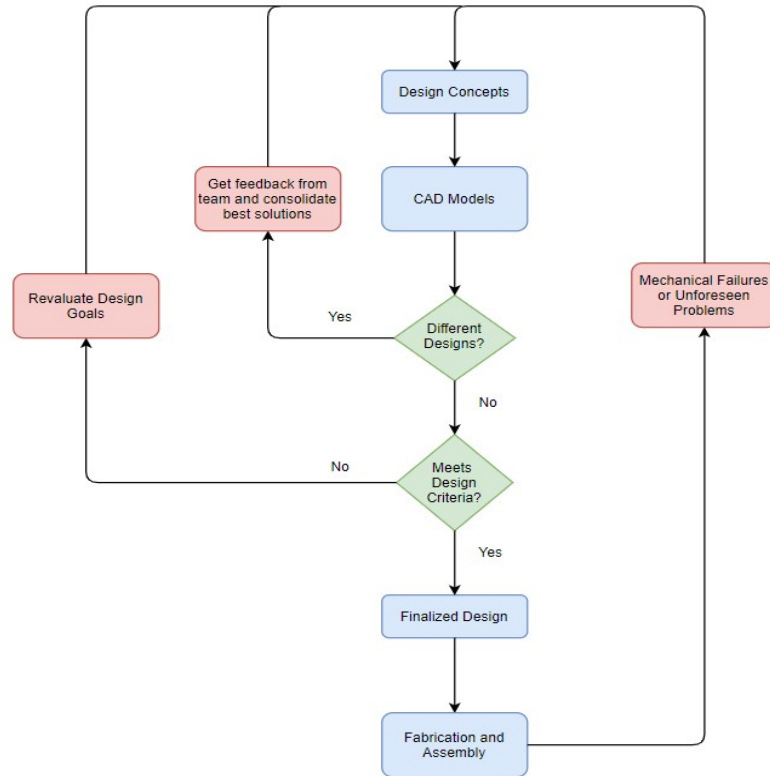 Design Concepts
Get feedback from
team and consolidate
best solutions
CAD Models
Revaluate Design
Goals
Mechanical Failures
or Unforeseen
Problems
Yes
Different
Designs?
No
No
Meets
Design
Criteria?
Yes
Finalized Design
Fabrication and
Assembly